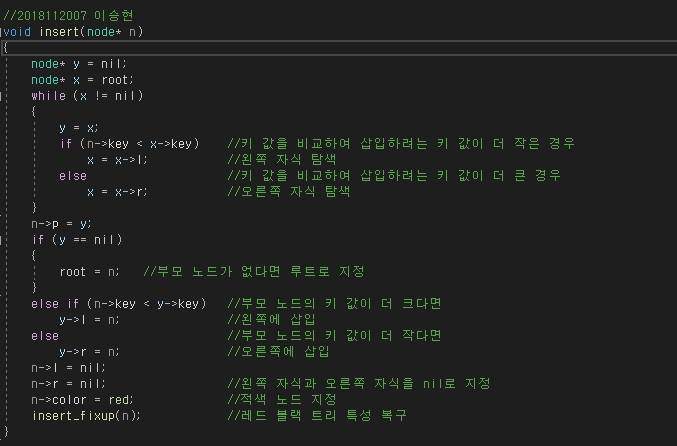 //2018112007 이승현
void insert(node* n)
{
    node* y = nil;
    node* x = root;
    while (x != nil)
    {
        y = x;
        if (n->key < x->key)    //키 값을 비교하여 삽입하려는 키 값이 더 작은 경우
            x = x->l;           //왼쪽 자식 탐색
        else                    //키 값을 비교하여 삽입하려는 키 값이 더 큰 경우
            x = x->r;           //오른쪽 자식 탐색
    }
    n->p = y;
    if (y == nil)
    {
        root = n;   //부모 노드가 없다면 루트로 지정
    }
    else if (n->key < y->key)   //부모 노드의 키 값이 더 크다면
        y->l = n;               //왼쪽에 삽입
    else                        //부모 노드의 키 값이 더 작다면
        y->r = n;               //오른쪽에 삽입
    n->l = nil;
    n->r = nil;                 //왼쪽 자식과 오른쪽 자식을 nil로 지정
    n->color = red;             //적색 노드 지정
    insert_fixup(n);            //레드 블랙 트리 특성 복구
}